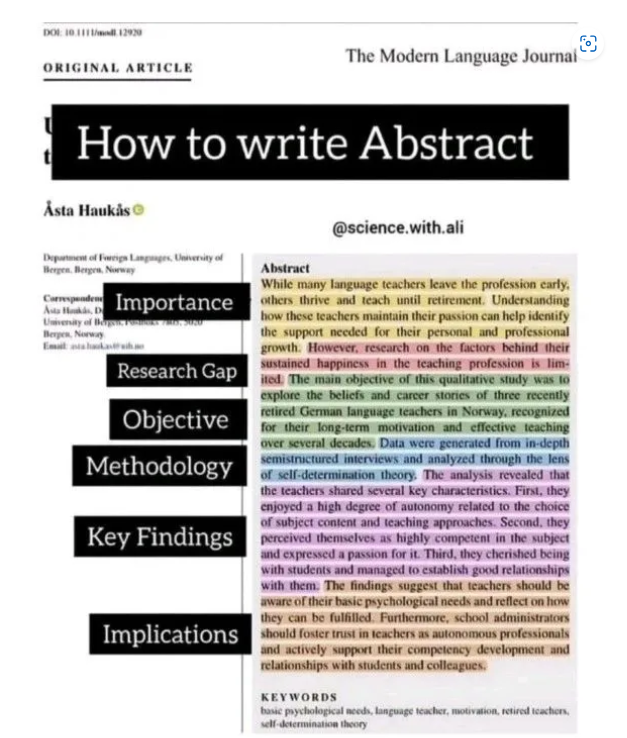 DOI: 10.1111/modl.12920
ORIGINAL ARTICLE
The Modern Language Journal
How to write Abstract
Åsta Haukås
@science.with.ali
Department of Foreign Languages, University of
Bergen, Bergen, Norway
Importance
University of Bergen,
Bergen, Norway.
Email:
Research Gap
Objective
Methodology
Key Findings
Implications
Abstract
While many language teachers leave the profession early,
others thrive and teach until retirement. Understanding
how these teachers maintain their passion can help identify
the support needed for their personal and professional
growth. However, research on the factors behind their
sustained happiness in the teaching profession is lim-
ited. The main objective of this qualitative study was to
explore the beliefs and career stories of three recently
retired German language teachers in Norway, recognized
for their long-term motivation and effective teaching
over several decades. Data were generated from in-depth
semistructured interviews and analyzed through the lens
of self-determination theory. The analysis revealed that
the teachers shared several key characteristics. First, they
enjoyed a high degree of autonomy related to the choice
of subject content and teaching approaches. Second, they
perceived themselves as highly competent in the subject
and expressed a passion for it. Third, they cherished being
with students and managed to establish good relationships
with them. The findings suggest that teachers should be
aware of their basic psychological needs and reflect on how
they can be fulfilled. Furthermore, school administrators
should foster trust in teachers as autonomous professionals
and actively support their competency development and
relationships with students and colleagues.
KEYWORDS
basic psychological needs, language teacher, motivation, retired teachers,
self-determination theory